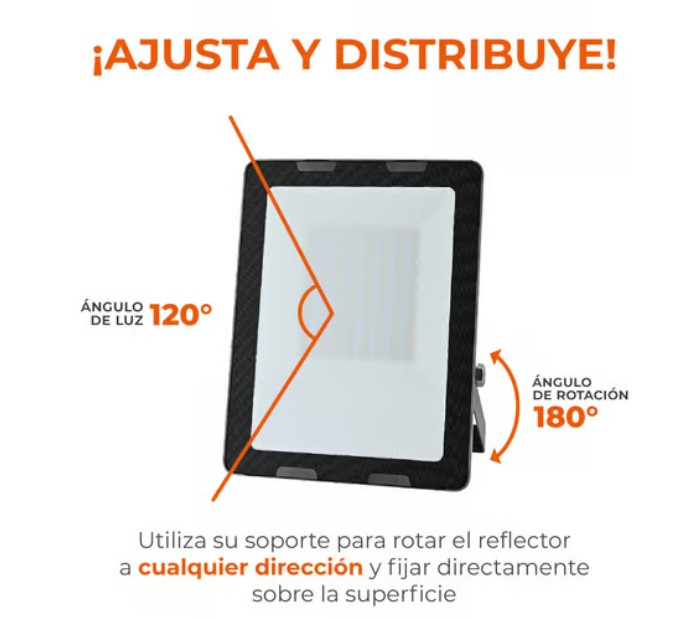 ¡AJUSTA Y DISTRIBUYE!
ÁNGULO
DE LUZ 120°
ÁNGULO
DE ROTACIÓN
180°
Utiliza su soporte para rotar el reflector
a cualquier dirección y fijar directamente
sobre la superficie